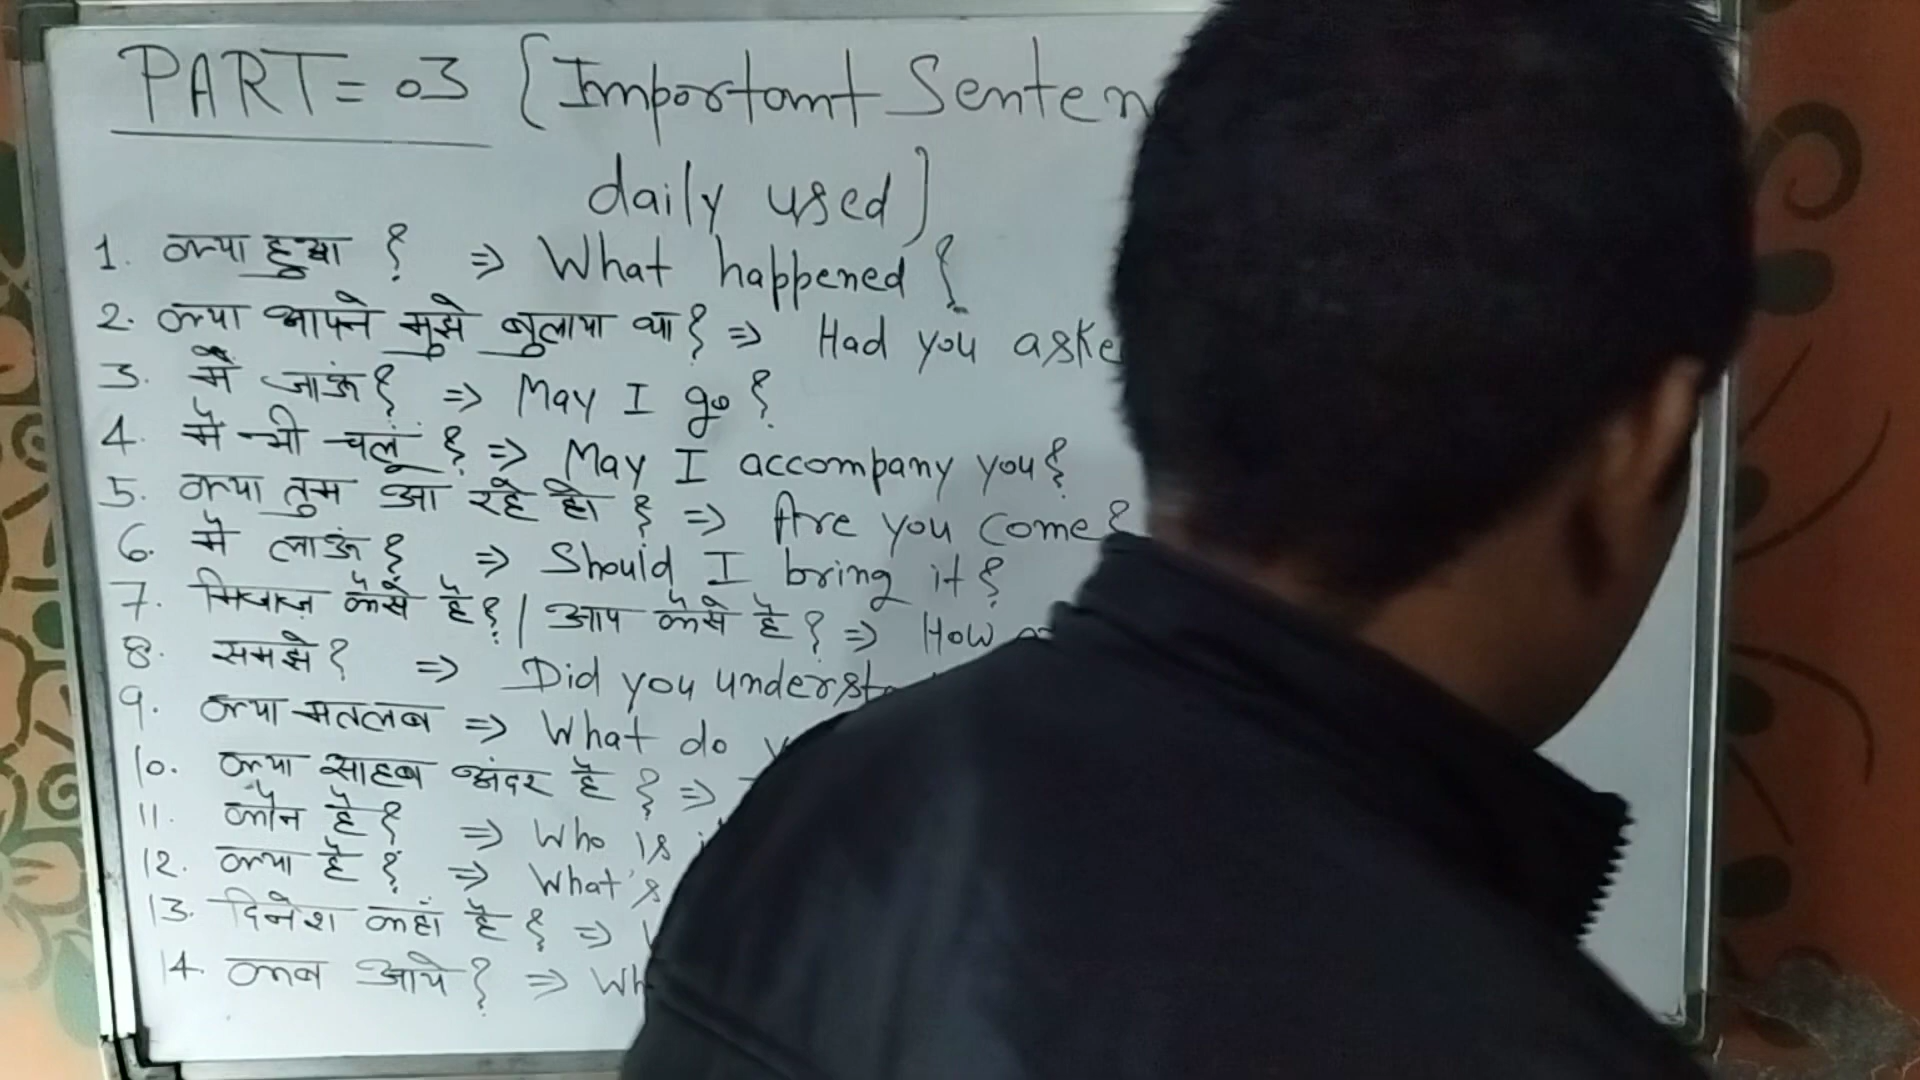 PART = 03 {Important Senten
daily used}
1. क्या हुआ ? => What happened ?
2. क्या आपने मुझे बुलाया था? => Had you aske
3. मैं जाऊं? => May I go?
4. मैं भी चलूं ? => May I accompany you?
5. क्या तुम आ रहे हो ? => Are you come?
6. मैं लाऊं? => Should I bring it?
7. मिजाज़ कैसे है? / आप कैसे है? => How
8. समझे? => Did you understa
9. क्या मतलब => What do
10. क्या साहब अंदर है ? =>
11. कौन है ? => Who is
12. क्या है ? => What's
13. दिनेश कहां है ? =>
14. कब आये? => Wh